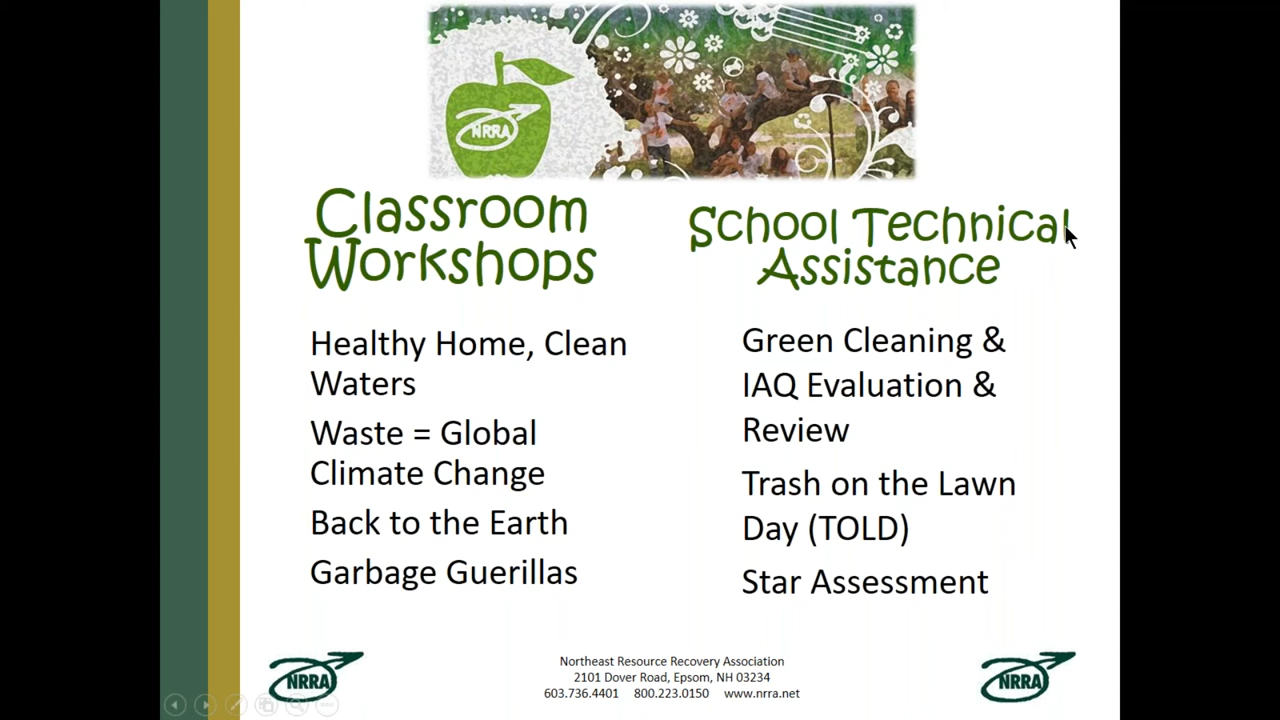 NRRA
Classroom
Workshops
Healthy Home, Clean
Waters
Waste = Global
Climate Change
Back to the Earth
Garbage Guerillas
School Technical
Assistance
Green Cleaning &
IAQ Evaluation &
Review
Trash on the Lawn
Day (TOLD)
Star Assessment
NRRA
Northeast Resource Recovery Association
2101 Dover Road, Epsom, NH 03234
603.736.4401 800.223.0150 www.nrra.net
NRRA